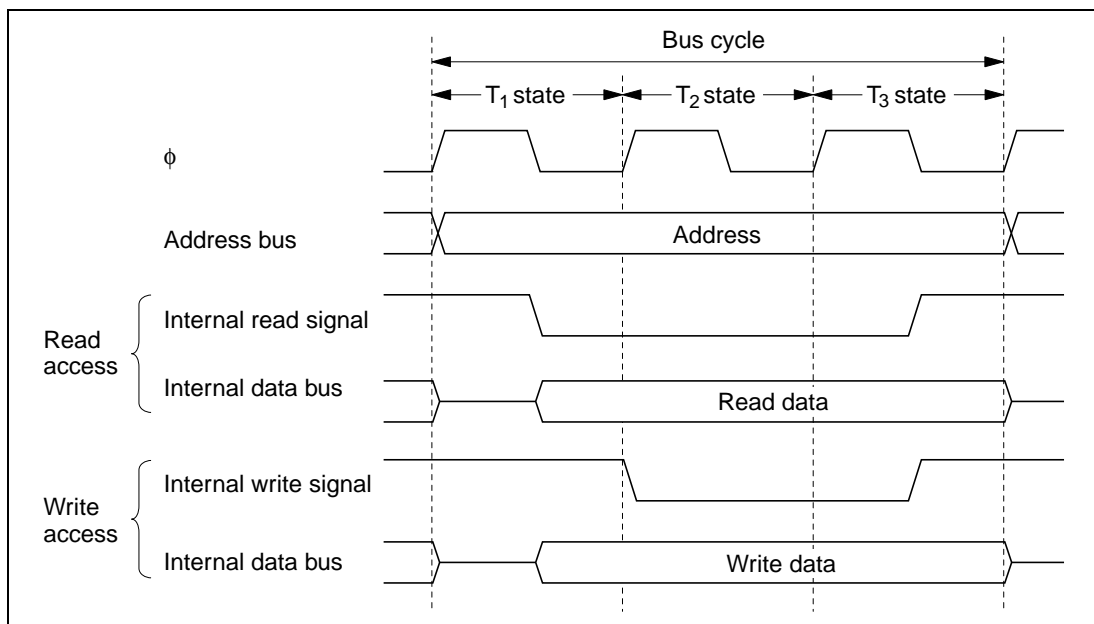 Bus cycle
T1 state
T2 state
T3 state
ϕ
Address bus
Address
Read
access
Internal read signal
Internal data bus
Read data
Write
access
Internal write signal
Internal data bus
Write data